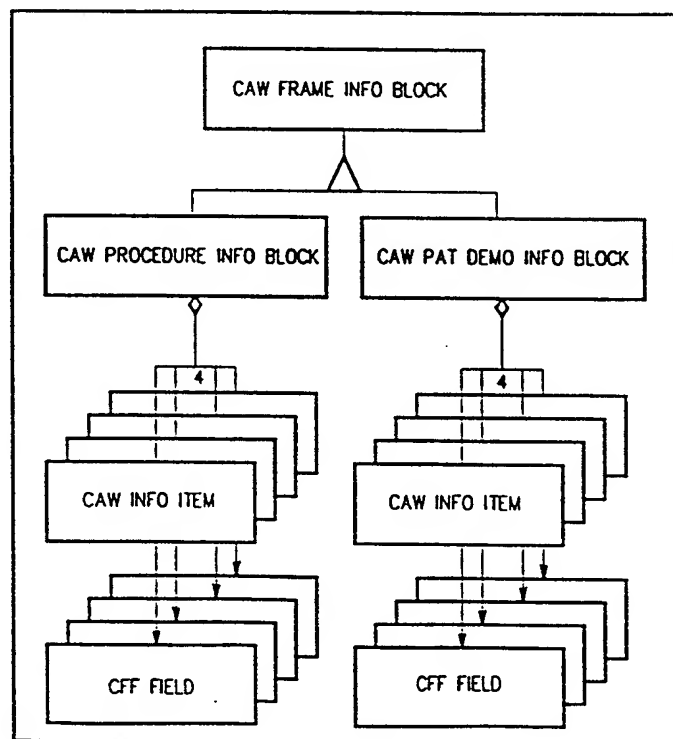 CAW FRAME INFO BLOCK
CAW PROCEDURE INFO BLOCK
CAW PAT DEMO INFO BLOCK
4
4
CAW INFO ITEM
CAW INFO ITEM
CFF FIELD
CFF FIELD